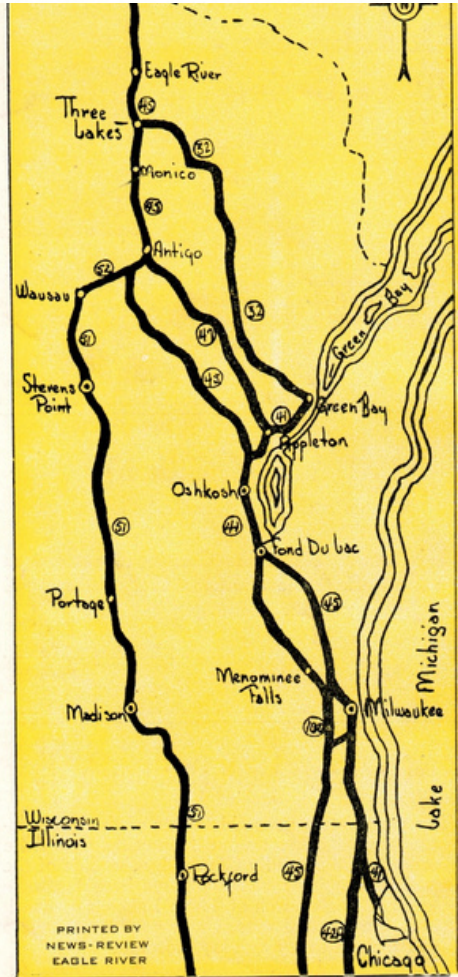 N
Eagle River
45
Three
Lakes
32
Monico
45
Antigo
52
Wausau
51
47
45
32
Green Bay
Stevens
Point
41
Green Bay
Appleton
Oshkosh
51
Fond Du Lac
45
Portage
Menominee
Falls
Madison
Milwaukee
100
Lake Michigan
Wisconsin
Illinois
51
Rockford
45
41
42A
Chicago
PRINTED BY
NEWS-REVIEW
EAGLE RIVER